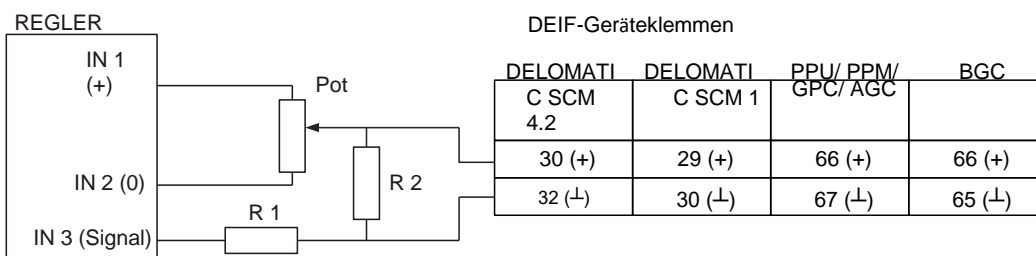 REGLER
DEIF-Geräteklemmen
IN 1
(+)
Pot
IN 2 (0)
R 2
R 1
IN 3 (Signal)
DELOMATI DELOMATI PPU/ PPM/ BGC
GPC/ AGC
C SCM C SCM 1
4.2
30 (+) 29 (+) 66 (+) 66 (+)
32 (┴) 30 (┴) 67 (┴) 65 (┴)